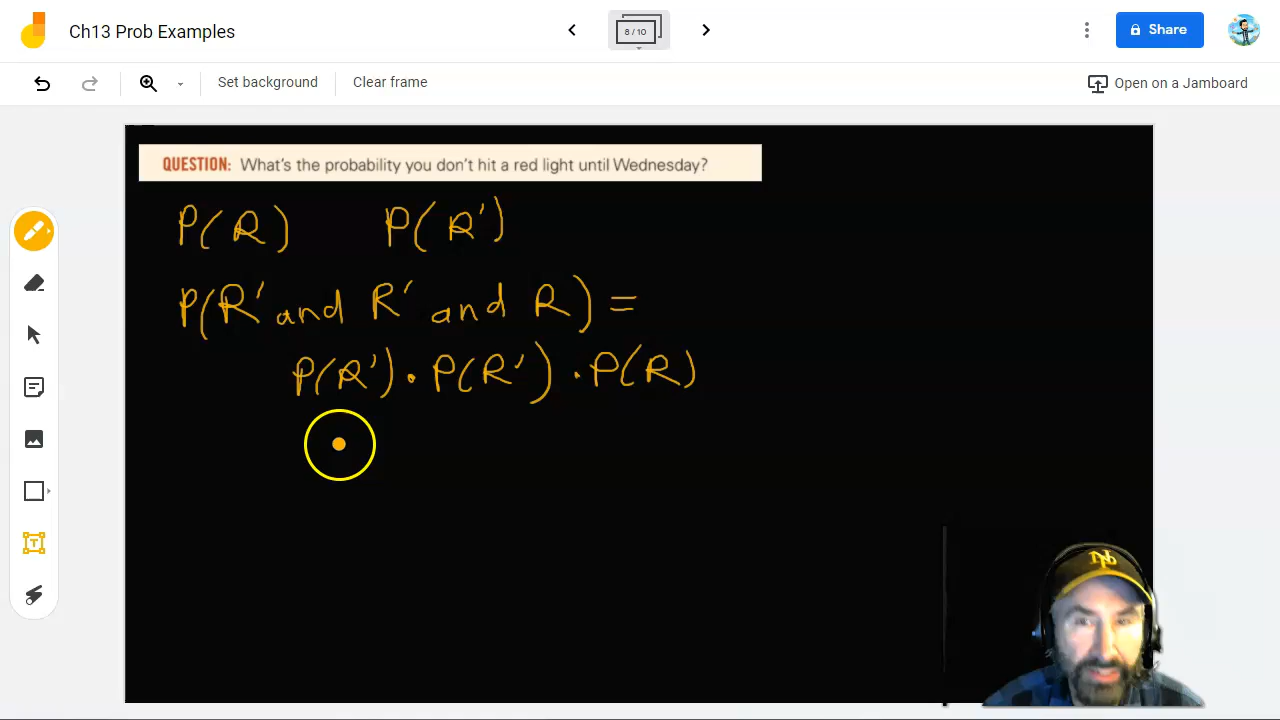 Ch13 Prob Examples
8 / 10
Share
Set background
Clear frame
Open on a Jamboard
QUESTION: What's the probability you don't hit a red light until Wednesday?
P(R) P(R')
P(R' and R' and R) =
P(R') · P(R') · P(R)
T